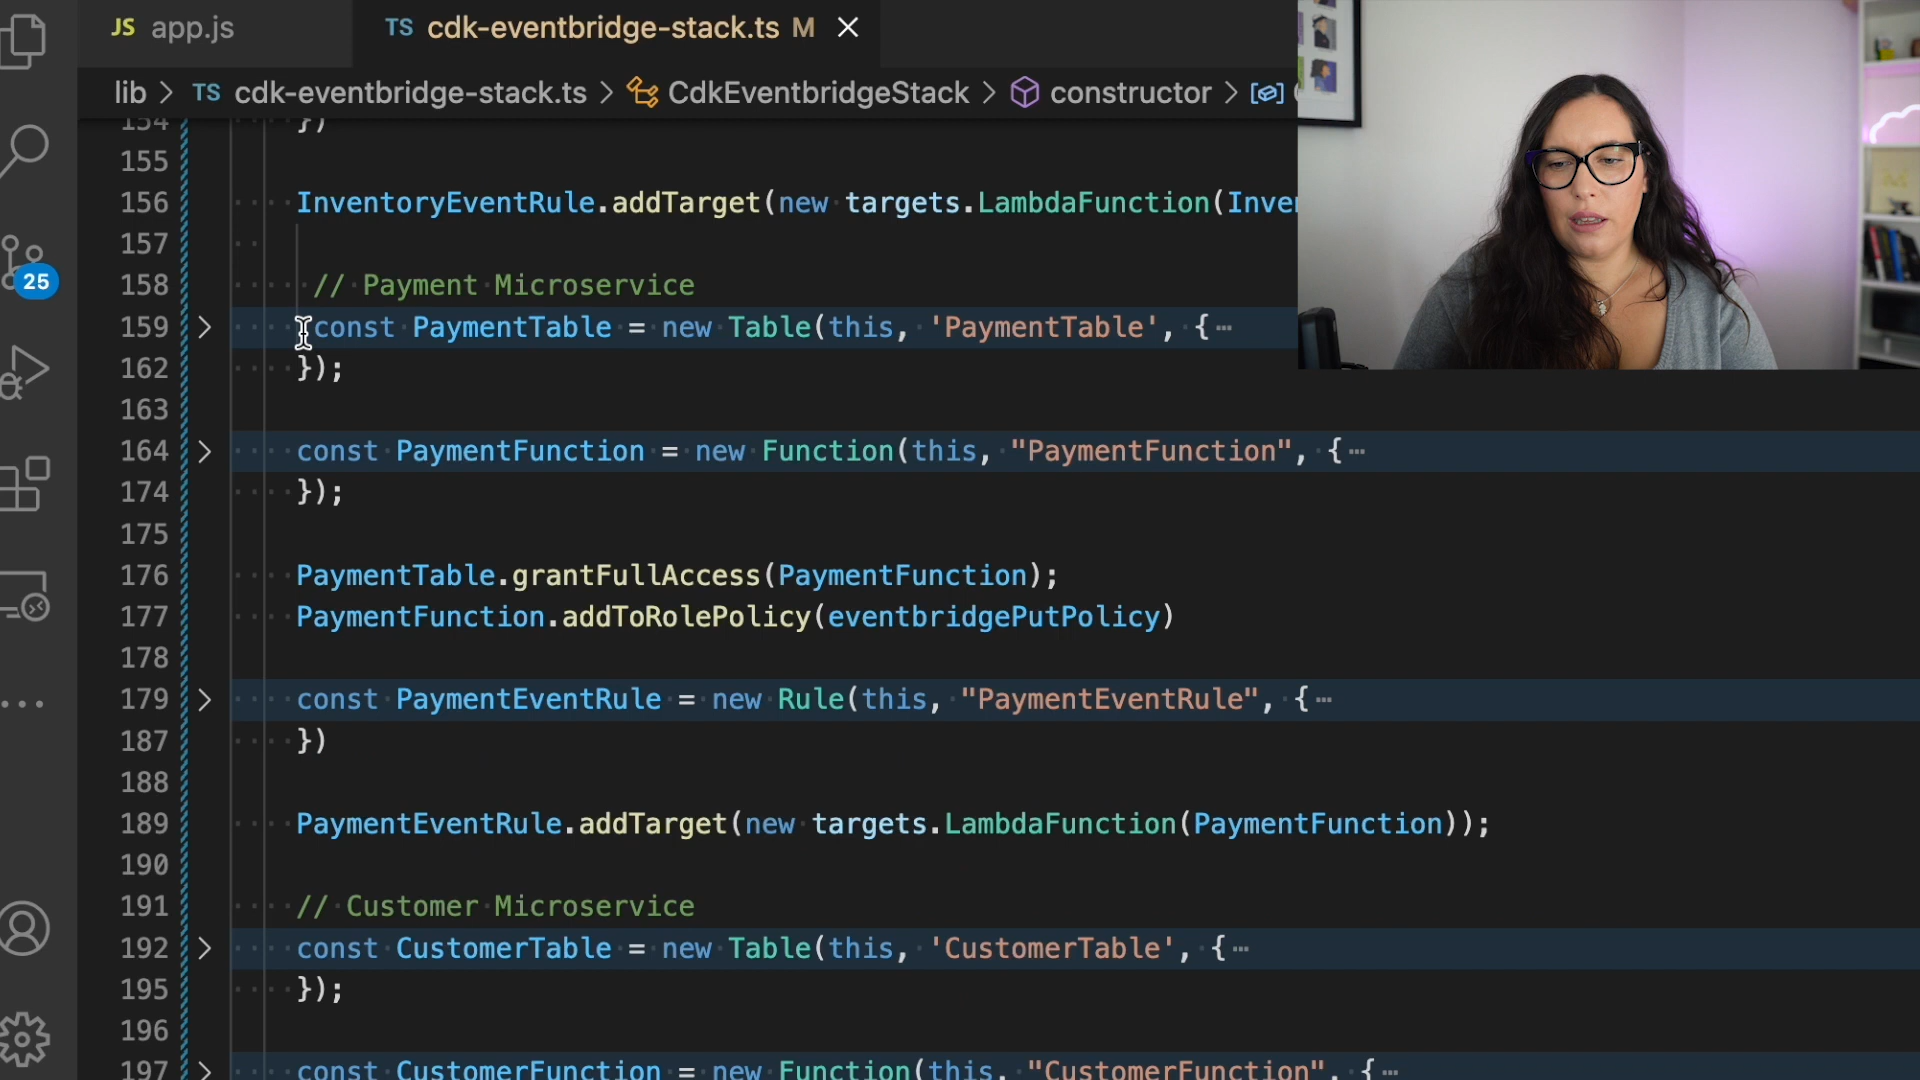 JS app.js
TS cdk-eventbridge-stack.ts M
lib > TS cdk-eventbridge-stack.ts > CdkEventbridgeStack > constructor >
154 })
155
156 InventoryEventRule.addTarget(new targets.LambdaFunction(Inve
157
158 // Payment Microservice
159 const PaymentTable = new Table(this, 'PaymentTable', {…
162 });
163
164 const PaymentFunction = new Function(this, "PaymentFunction", {…
174 });
175
176 PaymentTable.grantFullAccess(PaymentFunction);
177 PaymentFunction.addToRolePolicy(eventbridgePutPolicy)
178
179 const PaymentEventRule = new Rule(this, "PaymentEventRule", {…
187 })
188
189 PaymentEventRule.addTarget(new targets.LambdaFunction(PaymentFunction));
190
191 // Customer Microservice
192 const CustomerTable = new Table(this, 'CustomerTable', {…
195 });
196
197 const CustomerFunction = new Function(this, "CustomerFunction", {…
25